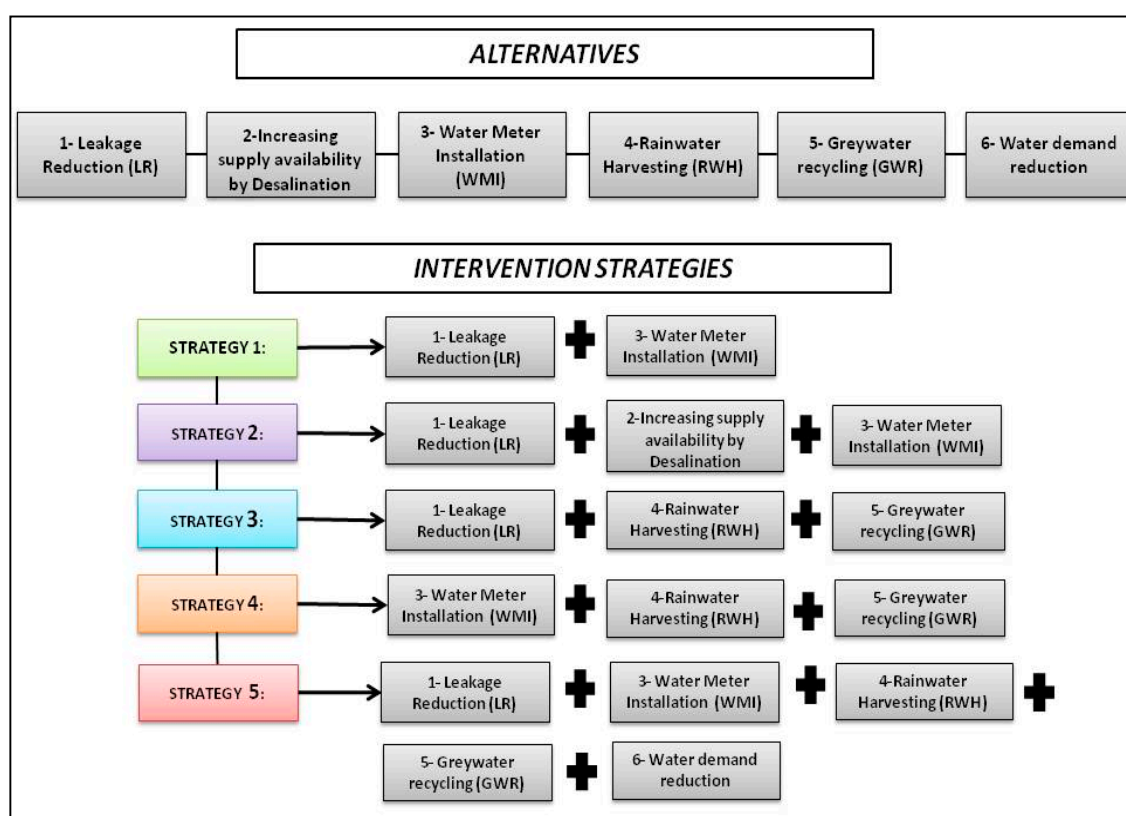 ALTERNATIVES
1- Leakage
Reduction (LR)
2-Increasing
supply availability
by Desalination
3- Water Meter
Installation
(WMI)
4-Rainwater
Harvesting (RWH)
5- Greywater
recycling (GWR)
6- Water demand
reduction
INTERVENTION STRATEGIES
STRATEGY 1:
1- Leakage
Reduction (LR)
3- Water Meter
Installation (WMI)
STRATEGY 2:
1- Leakage
Reduction (LR)
2-Increasing supply
availability by
Desalination
3- Water Meter
Installation (WMI)
STRATEGY 3:
1- Leakage
Reduction (LR)
4-Rainwater
Harvesting (RWH)
5- Greywater
recycling (GWR)
STRATEGY 4:
3- Water Meter
Installation (WMI)
4-Rainwater
Harvesting (RWH)
5- Greywater
recycling (GWR)
STRATEGY 5:
1- Leakage
Reduction (LR)
3- Water Meter
Installation (WMI)
4-Rainwater
Harvesting (RWH)
5- Greywater
recycling (GWR)
6- Water demand
reduction